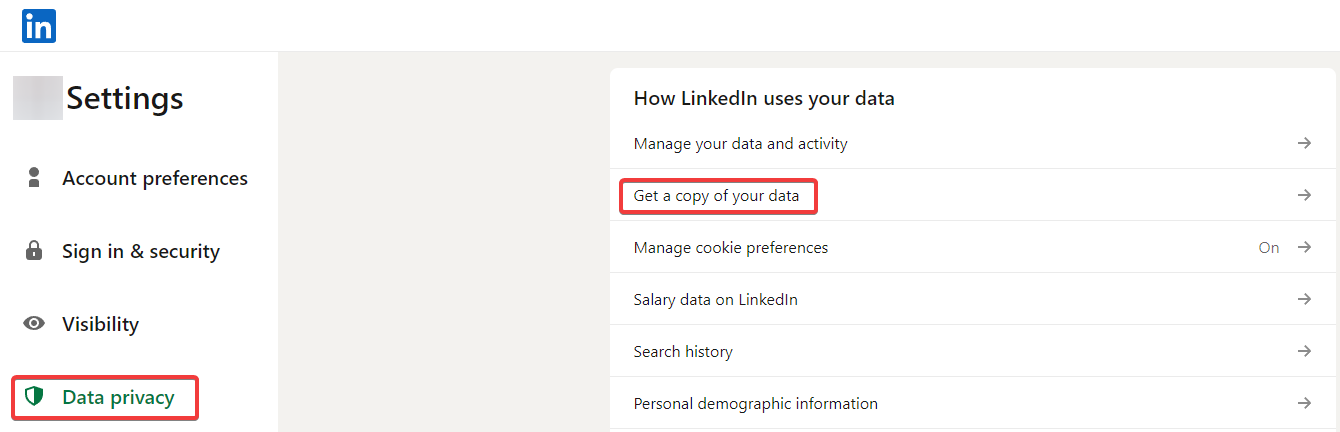 in
Settings
Account preferences
Sign in & security
Visibility
Data privacy
How LinkedIn uses your data
Manage your data and activity
Get a copy of your data
Manage cookie preferences On
Salary data on LinkedIn
Search history
Personal demographic information